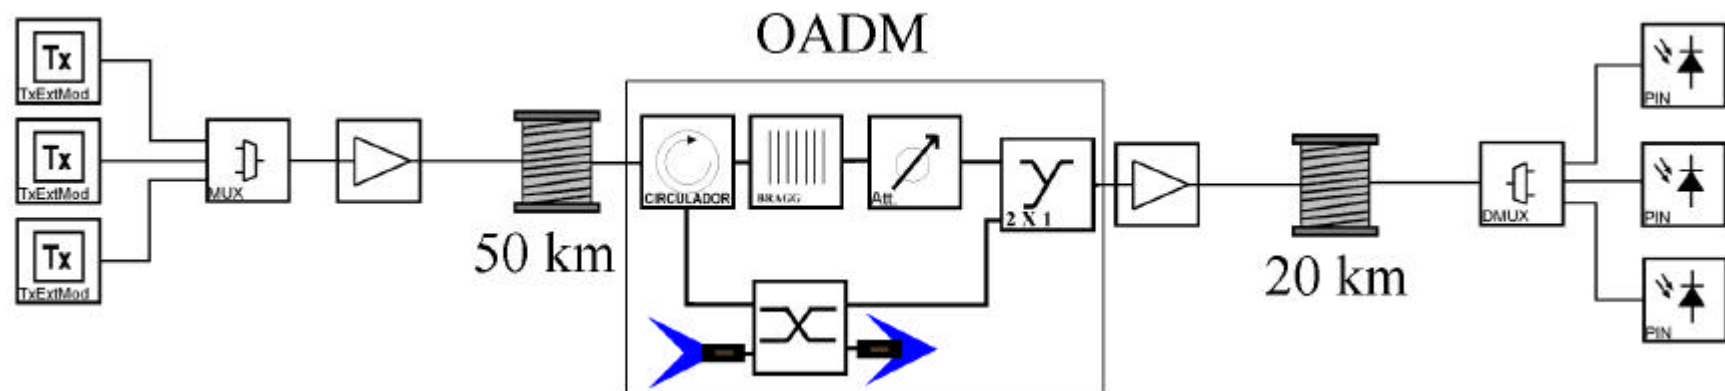 OADM
Tx
TxExtMod
Tx
TxExtMod
Tx
TxExtMod
MUX
50 km
CIRCULADOR
BRAGG
Att.
2 X 1
20 km
DMUX
PIN
PIN
PIN